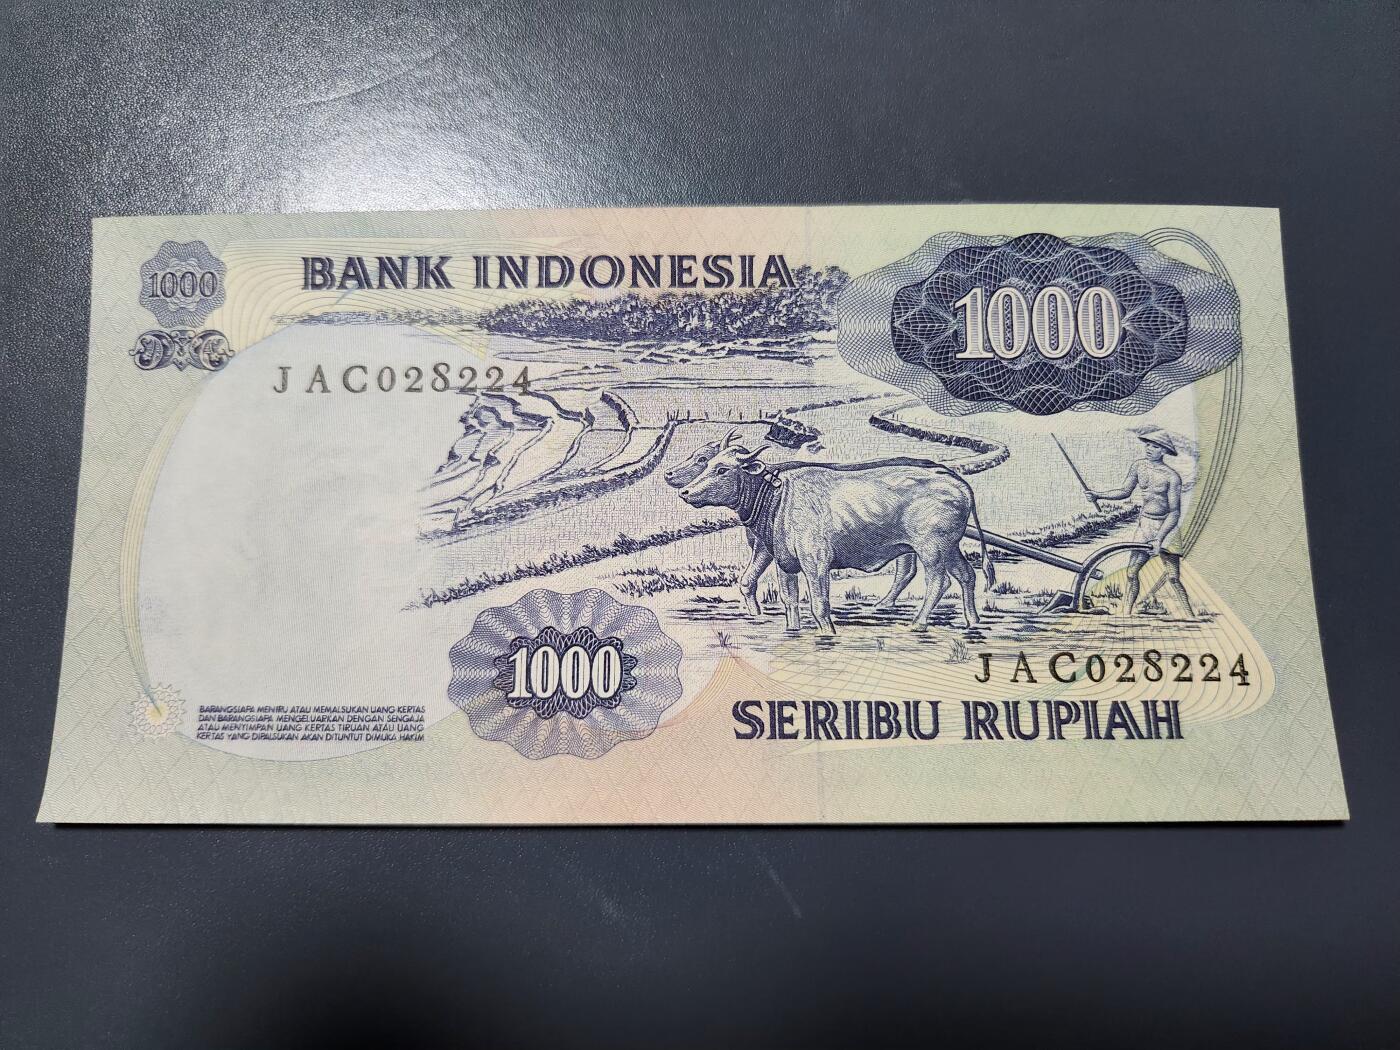 1000
BANK INDONESIA
1000
JAC028224
1000
JAC028224
SERIBU RUPIAH
BARANGSIAPA MENIRU ATAU MEMALSUKAN UANG KERTAS
DAN BARANGSIAPA MENGELUARKAN DENGAN SENGAJA
ATAU MENYIMPAN UANG KERTAS TIRUAN ATAU UANG
KERTAS YANG DIPALSUKAN AKAN DITUNTUT DIMUKA HAKIM